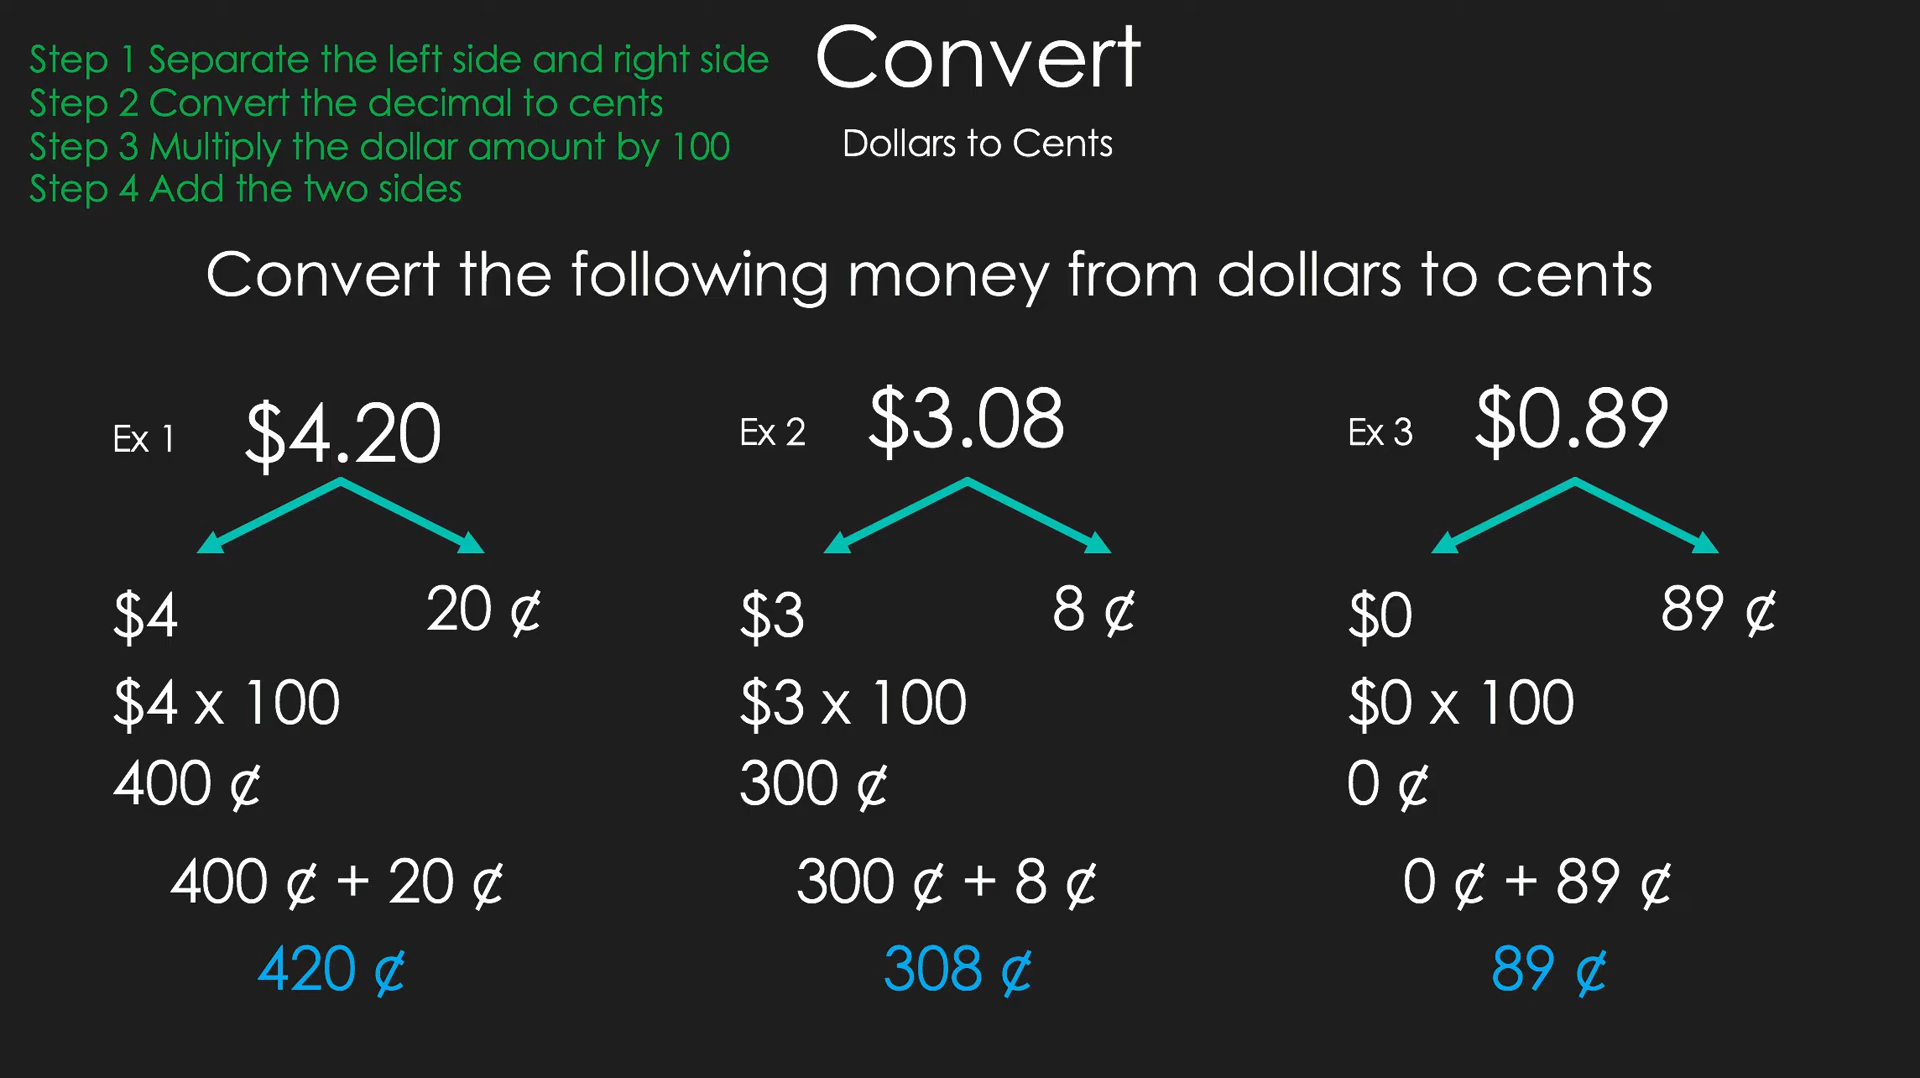 Step 1 Separate the left side and right side
Step 2 Convert the decimal to cents
Step 3 Multiply the dollar amount by 100
Step 4 Add the two sides
Convert
Dollars to Cents
Convert the following money from dollars to cents
Ex 1 $4.20
$4 20 ¢
$4 x 100
400 ¢
400 ¢ + 20 ¢
420 ¢
Ex 2 $3.08
$3 8 ¢
$3 x 100
300 ¢
300 ¢ + 8 ¢
308 ¢
Ex 3 $0.89
$0 89 ¢
$0 x 100
0 ¢
0 ¢ + 89 ¢
89 ¢